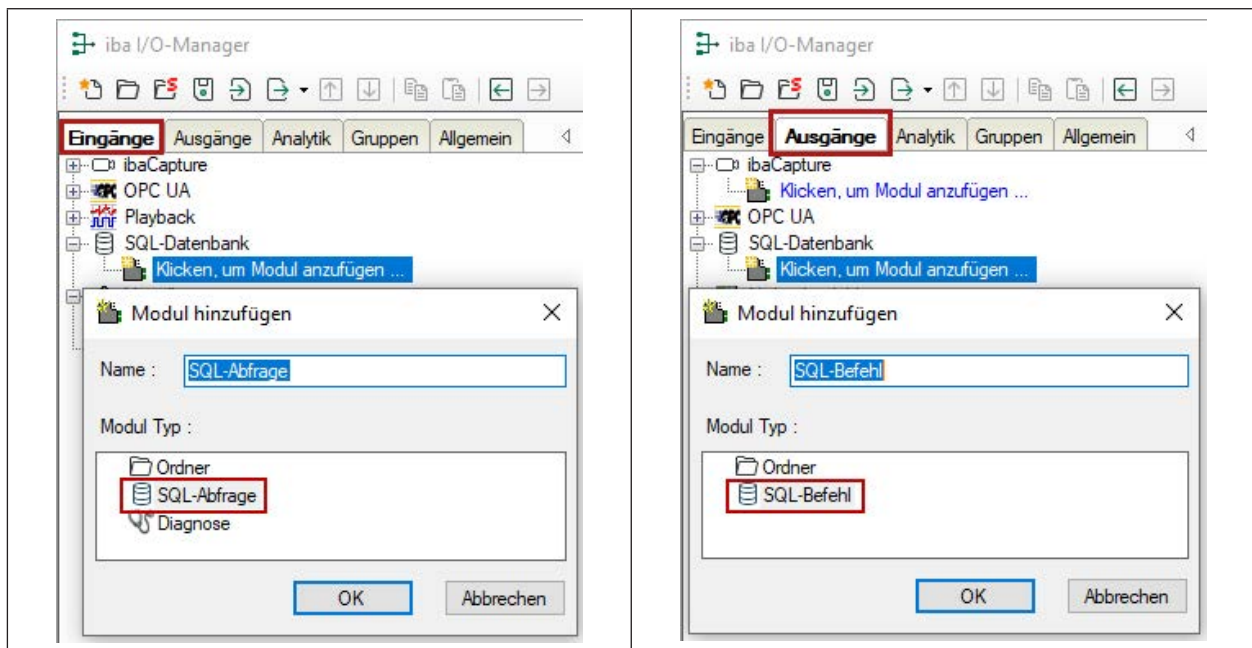 iba I/O-Manager
Eingänge Ausgänge Analytik Gruppen Allgemein
ibaCapture
OPC UA
Playback
SQL-Datenbank
Klicken, um Modul anzufügen ...
Modul hinzufügen
Name : SQL-Abfrage
Modul Typ :
Ordner
SQL-Abfrage
Diagnose
OK Abbrechen
iba I/O-Manager
Eingänge Ausgänge Analytik Gruppen Allgemein
ibaCapture
Klicken, um Modul anzufügen ...
OPC UA
SQL-Datenbank
Klicken, um Modul anzufügen ...
Modul hinzufügen
Name : SQL-Befehl
Modul Typ :
Ordner
SQL-Befehl
OK Abbrechen